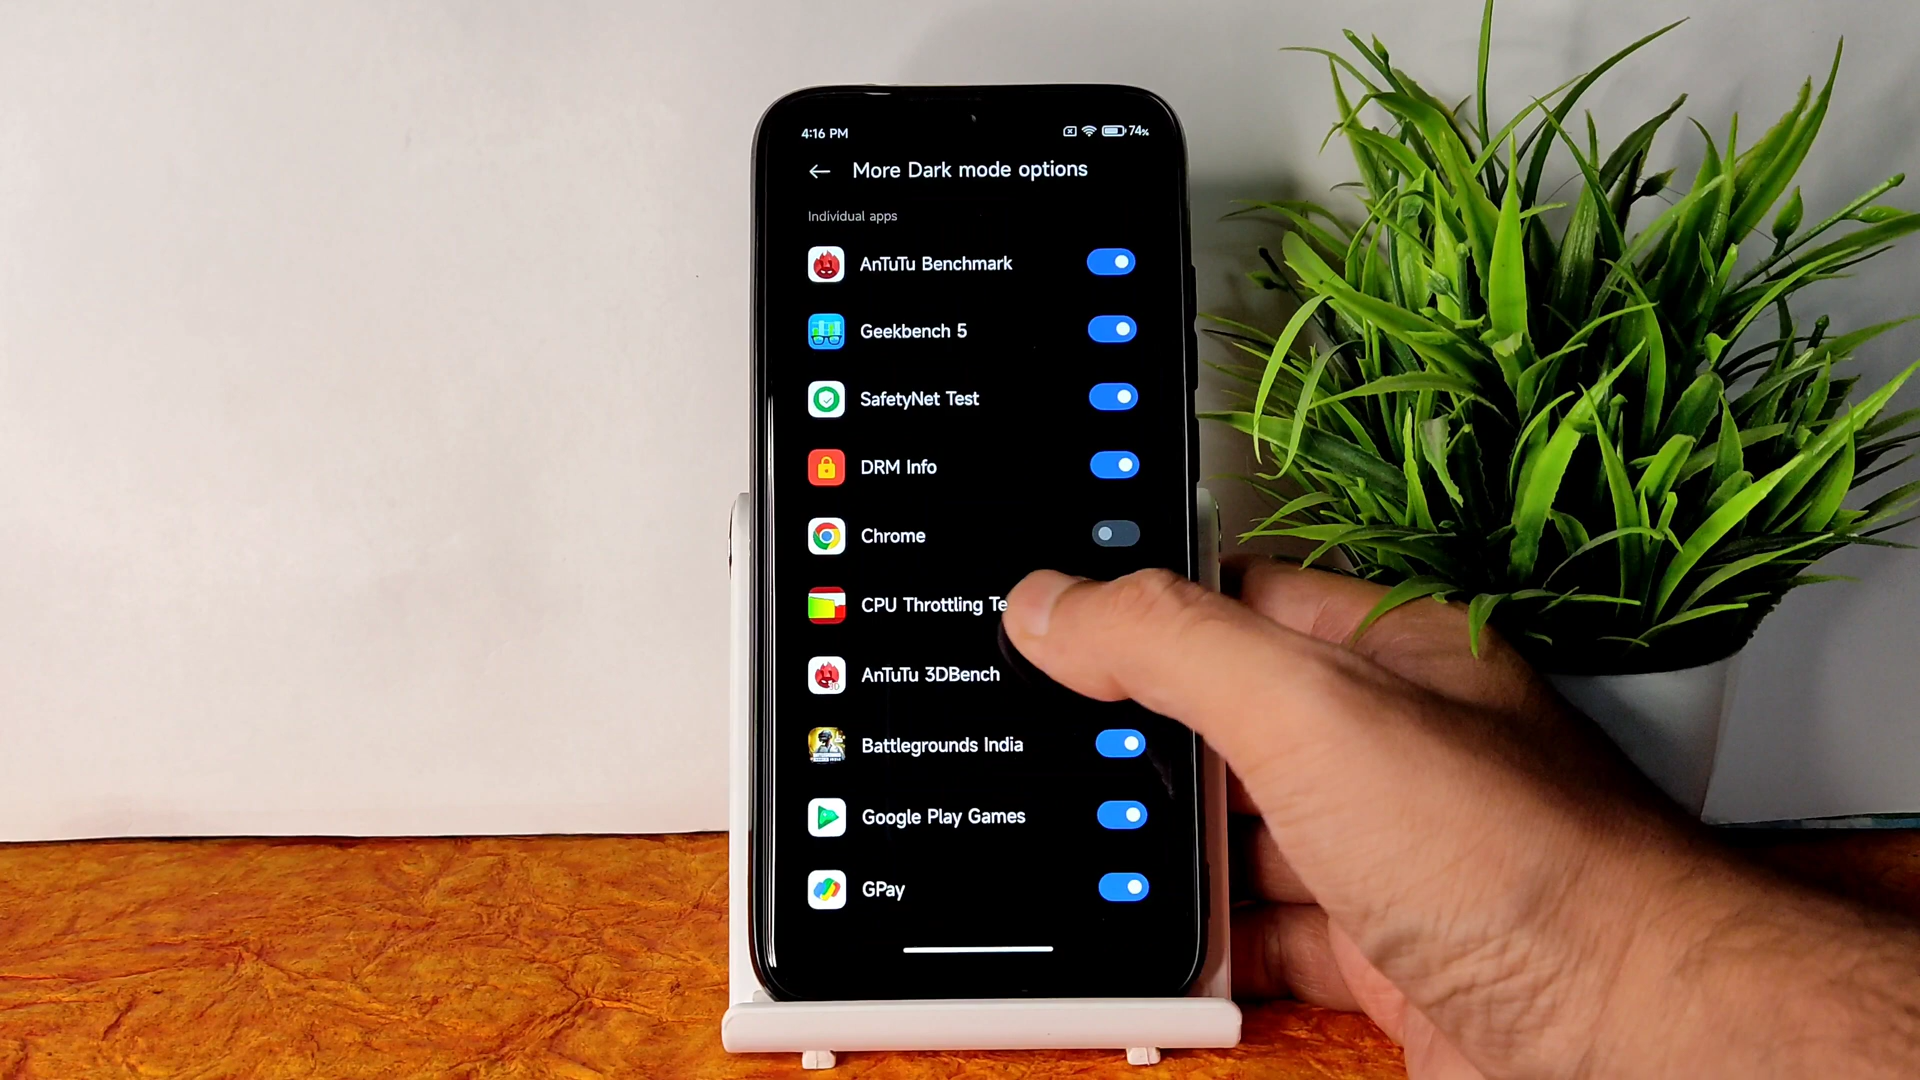 4:16 PM
74%
More Dark mode options
Individual apps
AnTuTu Benchmark
Geekbench 5
SafetyNet Test
DRM Info
Chrome
CPU Throttling Te
AnTuTu 3DBench
Battlegrounds India
Google Play Games
GPay